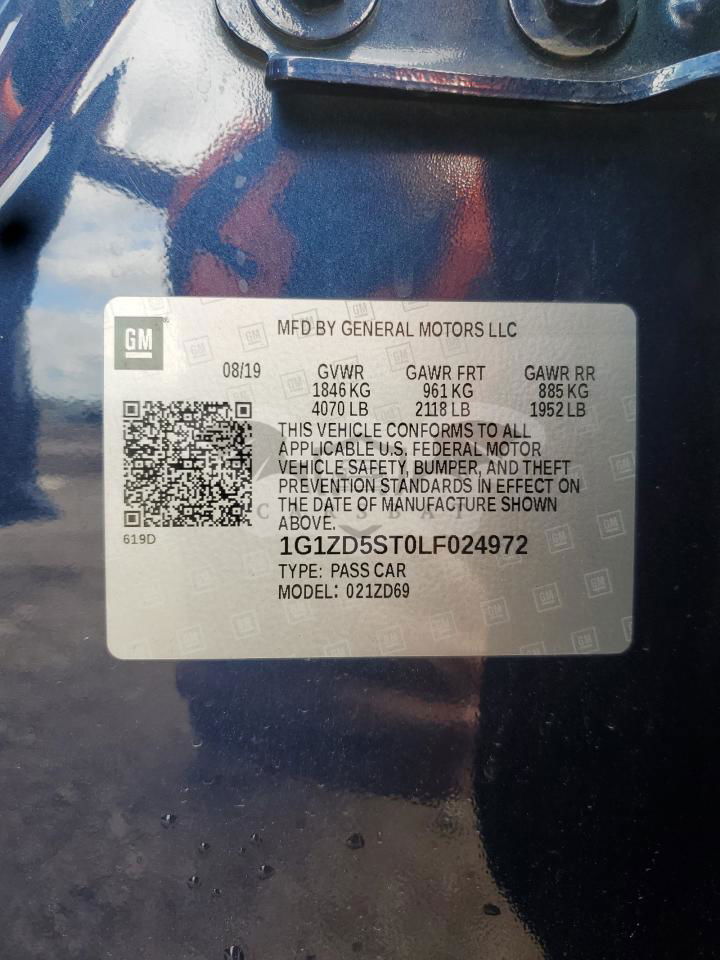 GM
MFD BY GENERAL MOTORS LLC
08/19 GVWR GAWR FRT GAWR RR
1846 KG 961 KG 885 KG
4070 LB 2118 LB 1952 LB
THIS VEHICLE CONFORMS TO ALL
APPLICABLE U.S. FEDERAL MOTOR
VEHICLE SAFETY, BUMPER, AND THEFT
PREVENTION STANDARDS IN EFFECT ON
THE DATE OF MANUFACTURE SHOWN
ABOVE.
619D
1G1ZD5ST0LF024972
TYPE: PASS CAR
MODEL: 021ZD69